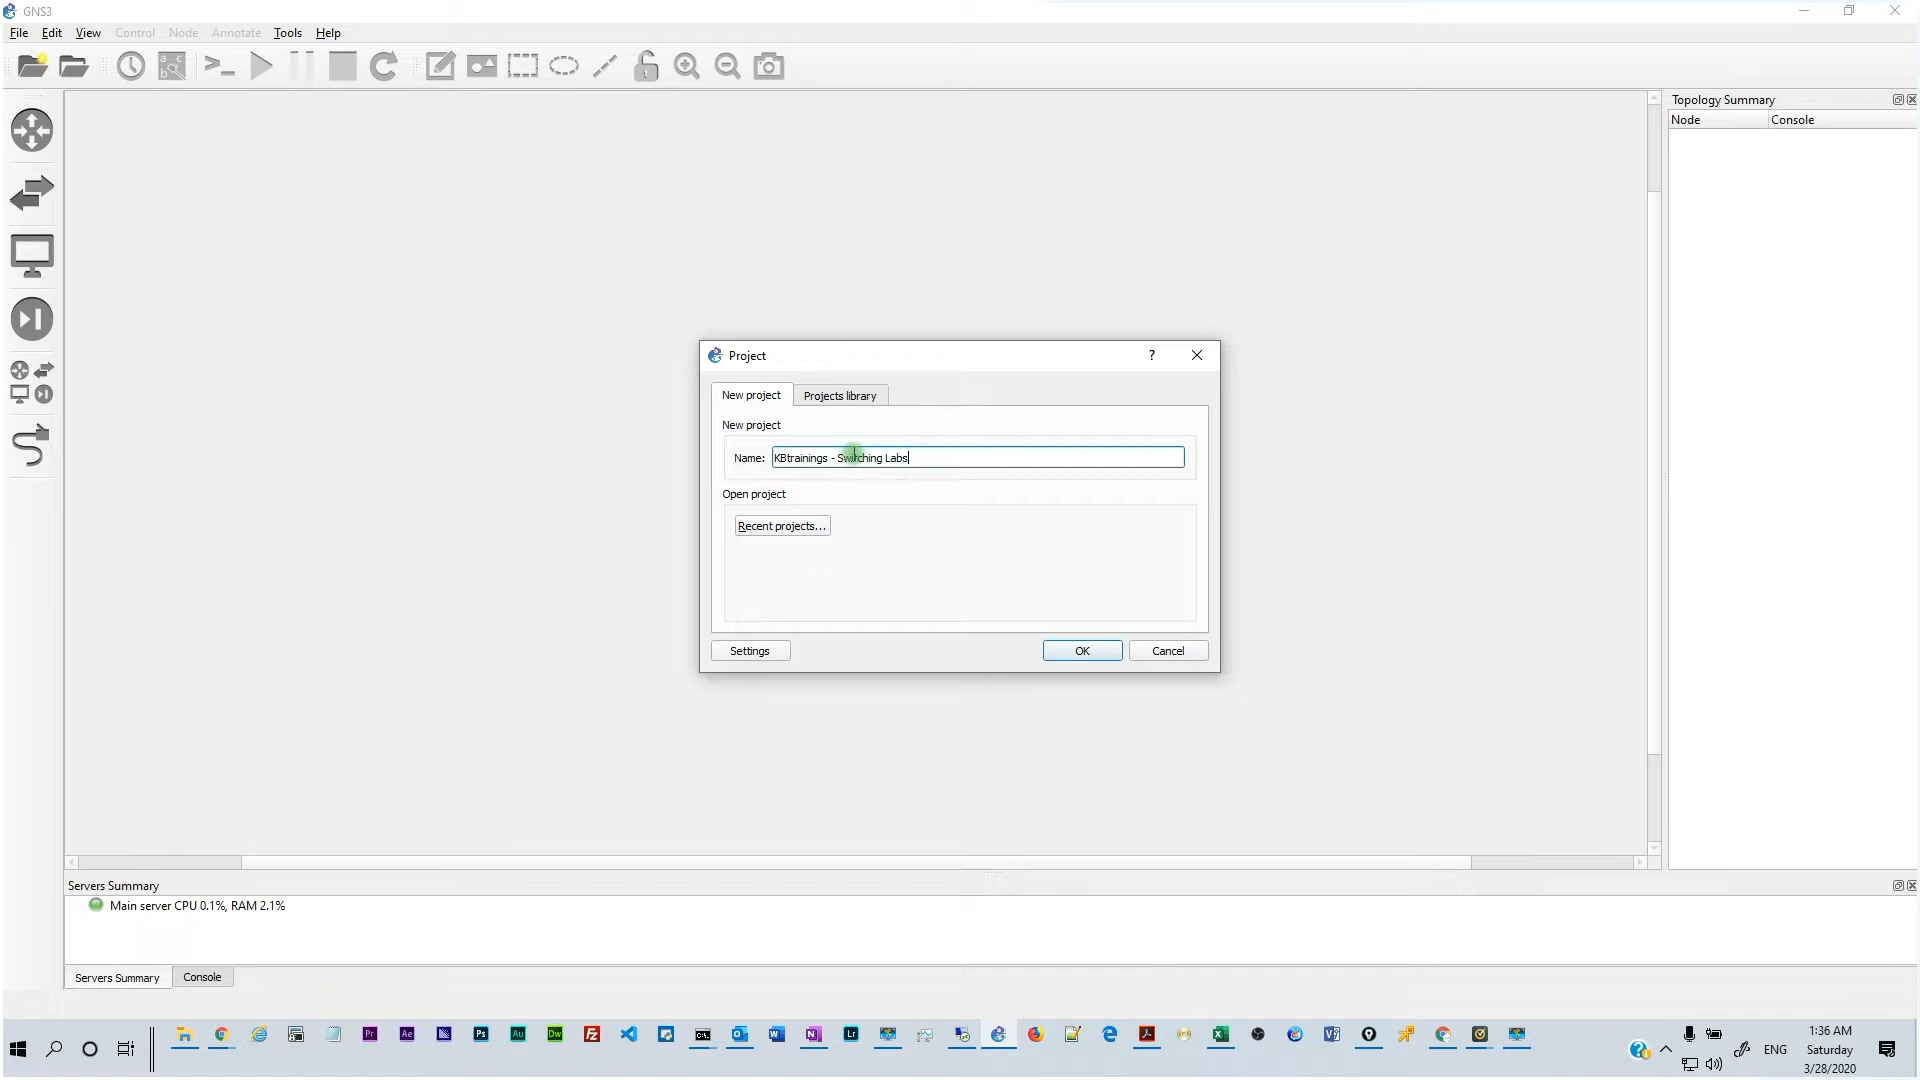 GNS3
File Edit View Control Node Annotate Tools Help
Topology Summary
Node Console
Project
New project Projects library
New project
Name: KBtrainings - Switching Labs
Open project
Recent projects...
Settings OK Cancel
Servers Summary
Main server CPU 0.1%, RAM 2.1%
Servers Summary Console
1:36 AM
ENG Saturday
3/28/2020